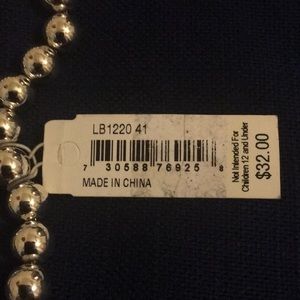 LB1220 41
7 30588 76925 8
MADE IN CHINA
Not Intended For
Children 12 and Under
$32.00